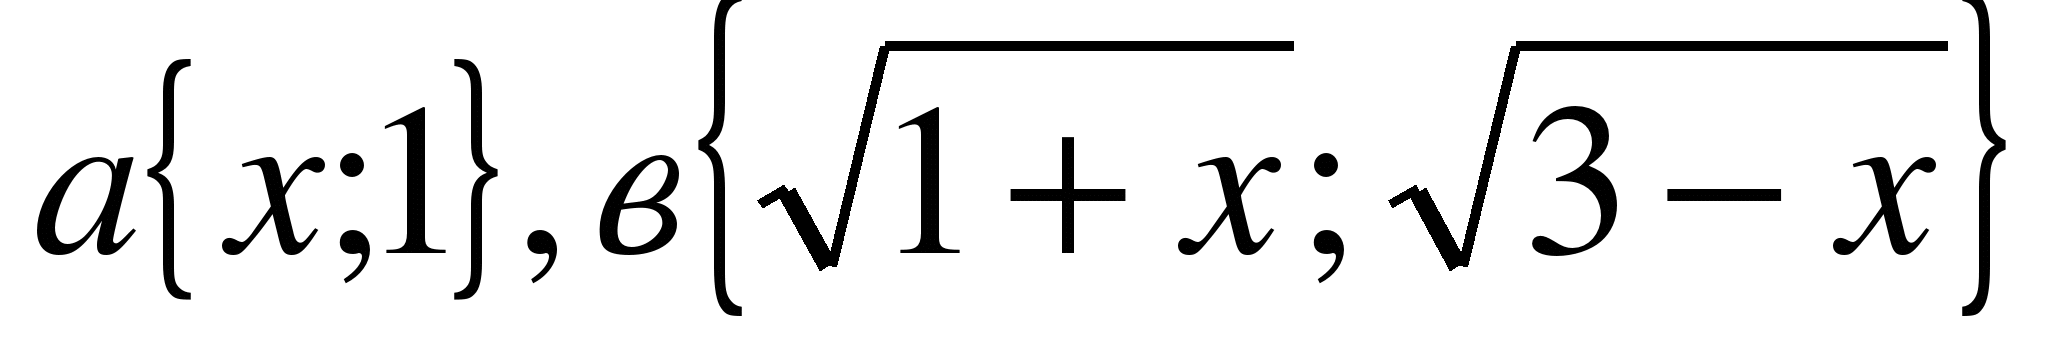 a{x;1}, в{√1 + x; √3 − x}